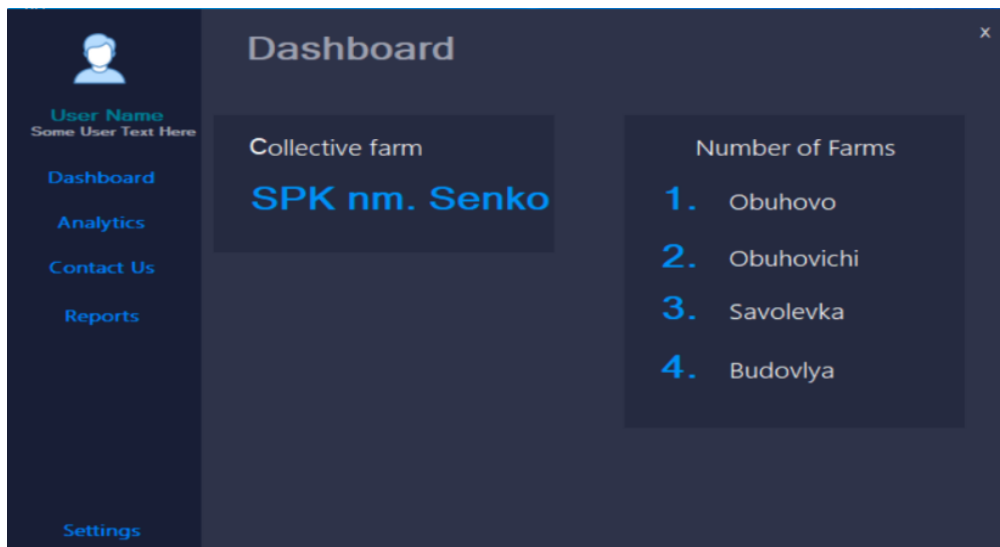 Dashboard
x
User Name
Some User Text Here
Dashboard
Analytics
Contact Us
Reports
Settings
Collective farm
SPK nm. Senko
Number of Farms
1. Obuhovo
2. Obuhovichi
3. Savolevka
4. Budovlya